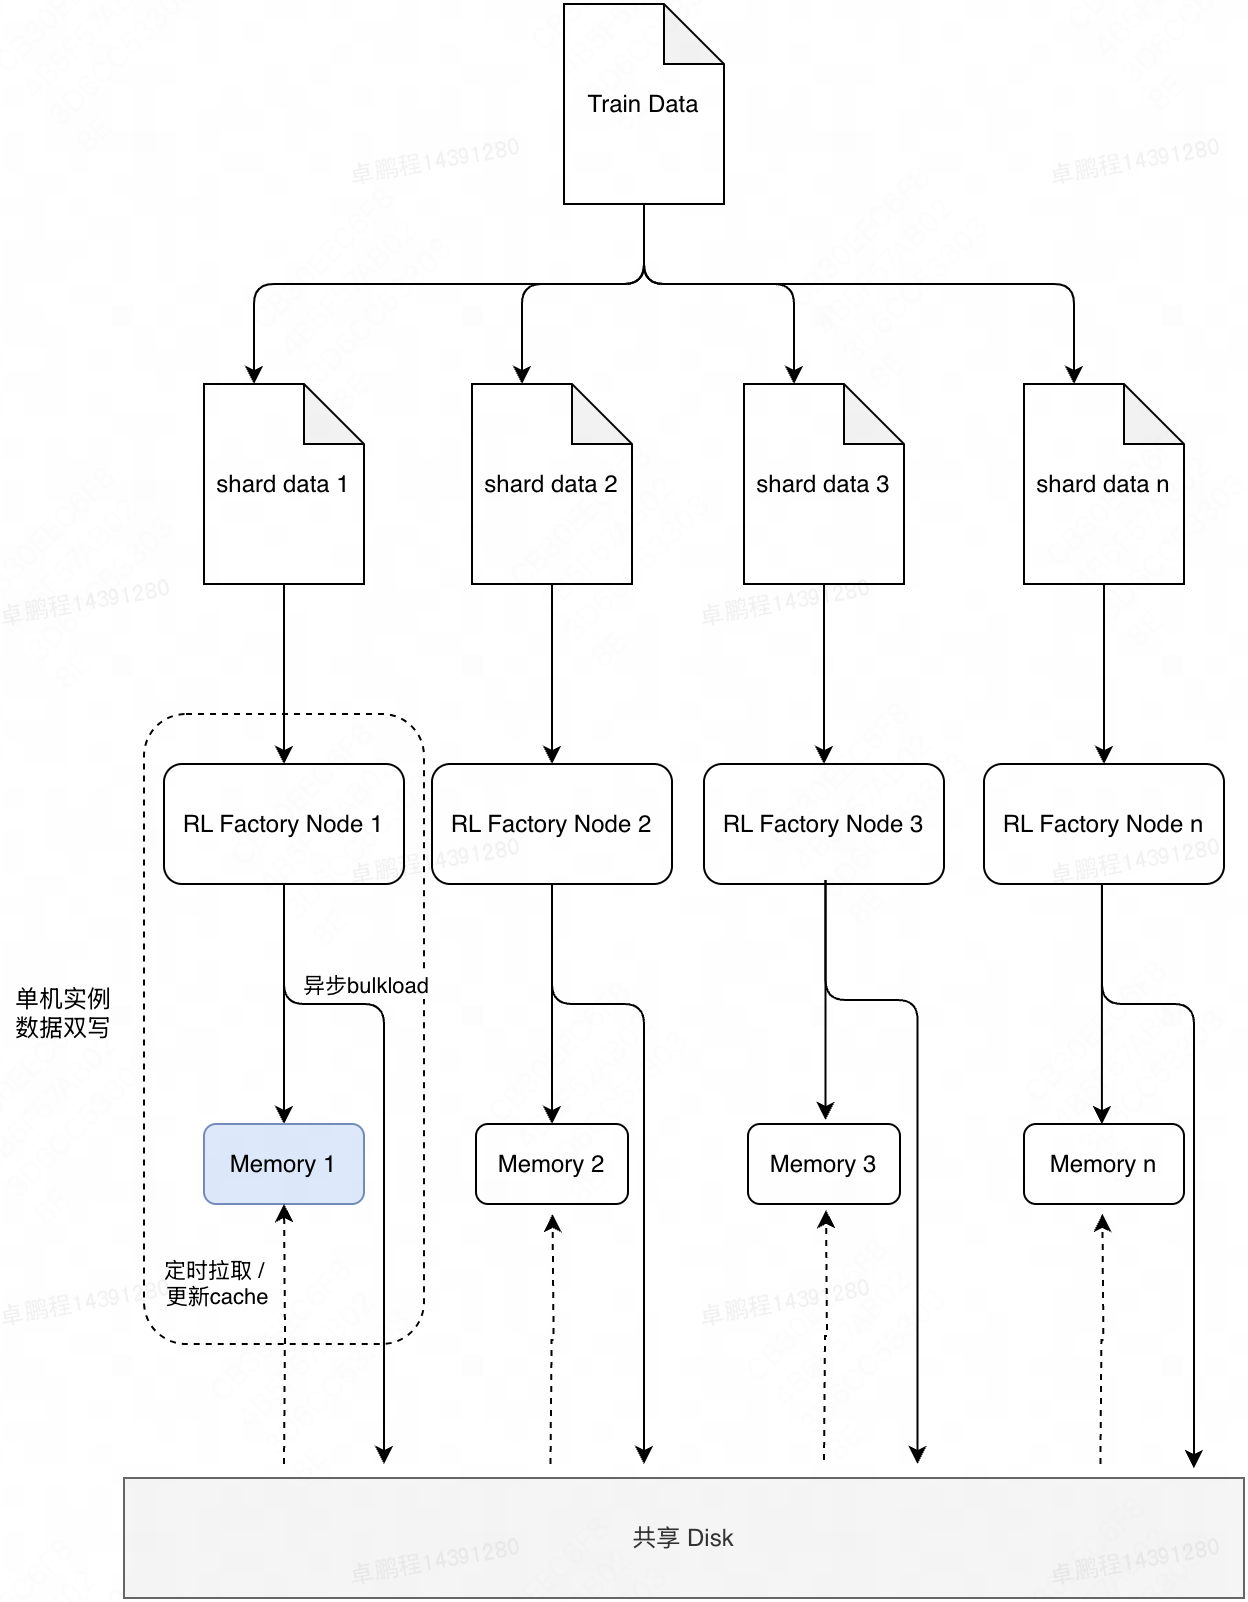 Train Data
卓鹏程14391280
卓鹏程14391280
shard data 1
shard data 2
shard data 3
shard data n
卓鹏程14391280
卓鹏程14391280
RL Factory Node 1
RL Factory Node 2
RL Factory Node 3
RL Factory Node n
卓鹏程14391280
卓鹏程14391280
异步bulkload
单机实例
数据双写
Memory 1
Memory 2
Memory 3
Memory n
定时拉取 /
更新cache
卓鹏程14391280
卓鹏程14391280
共享 Disk
卓鹏程14391280
卓鹏程14391280